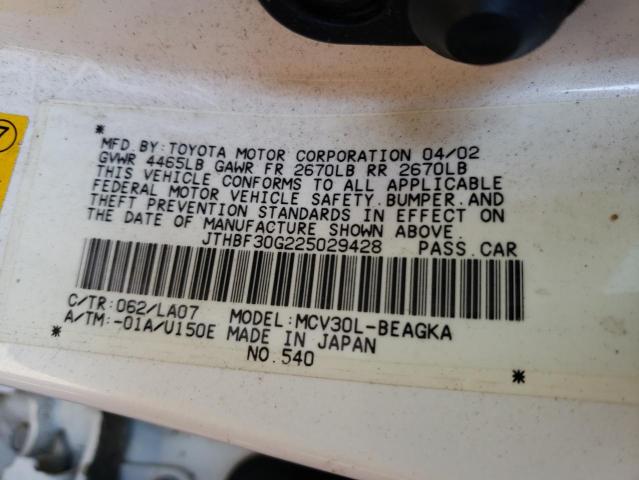 7
*
MFD.BY:TOYOTA MOTOR CORPORATION 04/02
GVWR 4465LB GAWR FR 2670LB RR 2670LB
THIS VEHICLE CONFORMS TO ALL APPLICABLE
FEDERAL MOTOR VEHICLE SAFETY.BUMPER.AND
THEFT PREVENTION STANDARDS IN EFFECT ON
THE DATE OF MANUFACTURE SHOWN ABOVE.
JTHBF30G225029428 PASS.CAR
C/TR:062/LA07 MODEL:MCV30L-BEAGKA
A/TM:-01A/U150E MADE IN JAPAN
* NO.540 *